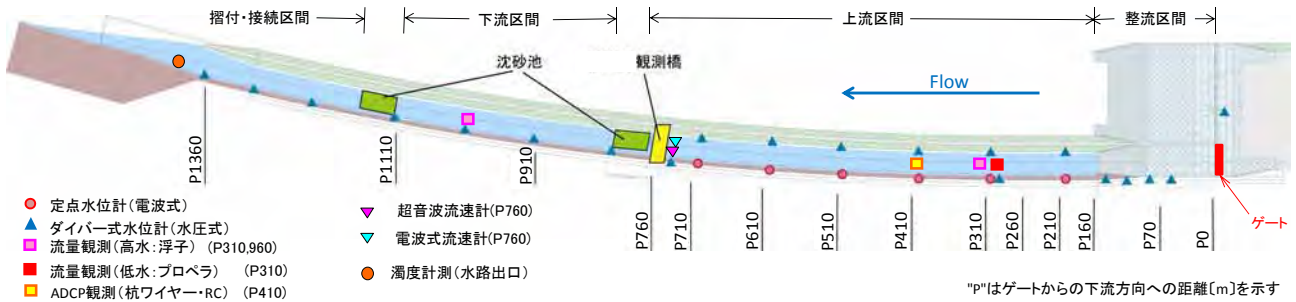 摺付・接続区間
下流区間
上流区間
整流区間
沈砂池
観測橋
Flow
P1360
P1110
P910
P760
P710
P610
P510
P410
P310
P260
P210
P160
P70
P0
ゲート
定点水位計(電波式)
ダイバー式水位計(水圧式)
流量観測(高水:浮子) (P310,960)
流量観測(低水:プロペラ) (P310)
ADCP観測(杭ワイヤー・RC) (P410)
超音波流速計(P760)
電波式流速計(P760)
濁度計測(水路出口)
"P"はゲートからの下流方向への距離〔m〕を示す